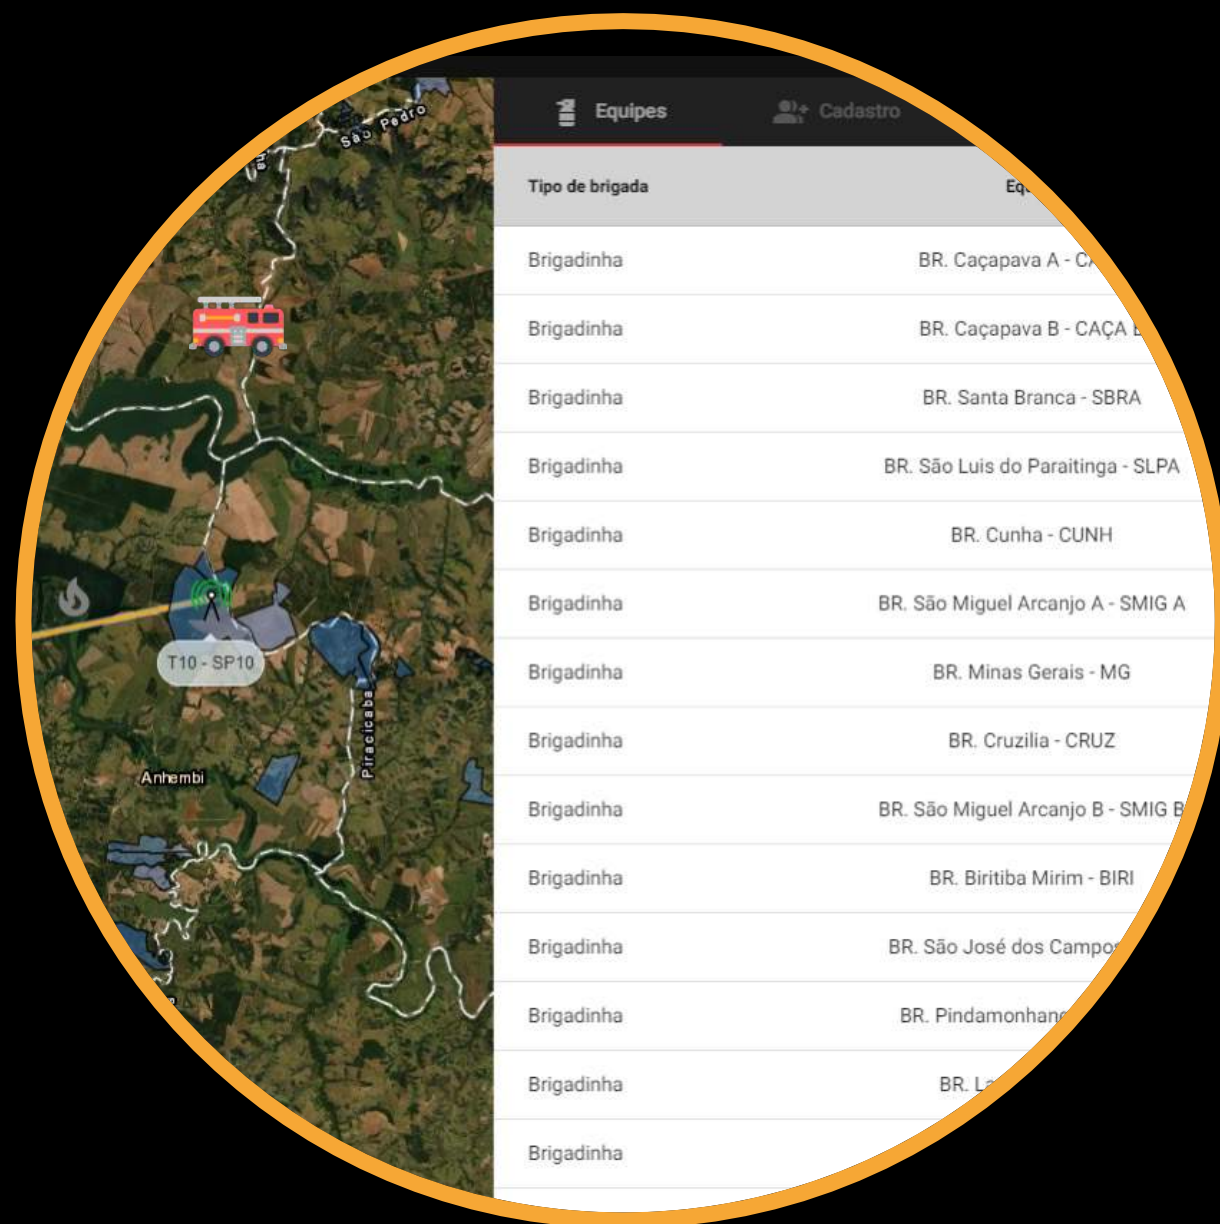 São Pedro
T10 - SP10
Piracicaba
Anhembi
Equipes
Cadastro
Tipo de brigada
Brigadinha BR. Caçapava A -
Brigadinha BR. Caçapava B - CAÇA
Brigadinha BR. Santa Branca - SBRA
Brigadinha BR. São Luis do Paraitinga - SLPA
Brigadinha BR. Cunha - CUNH
Brigadinha BR. São Miguel Arcanjo A - SMIG A
Brigadinha BR. Minas Gerais - MG
Brigadinha BR. Cruzilia - CRUZ
Brigadinha BR. São Miguel Arcanjo B - SMIG B
Brigadinha BR. Biritiba Mirim - BIRI
Brigadinha BR. São José dos Campos
Brigadinha BR.
Brigadinha BR.
Brigadinha